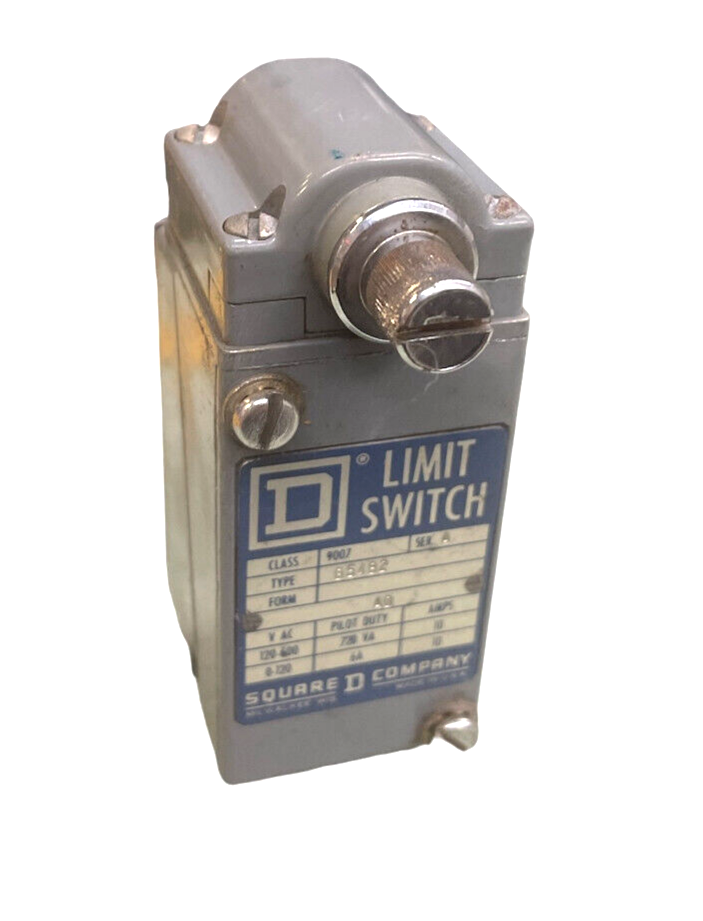 D ® LIMIT
SWITCH
CLASS 9007 SER. A
TYPE B54B2
FORM
AO
V AC PILOT DUTY AMPS
120-600 720 VA 10
0-120 6A 10
SQUARE D COMPANY
MILWAUKEE, WIS. MADE IN U.S.A.